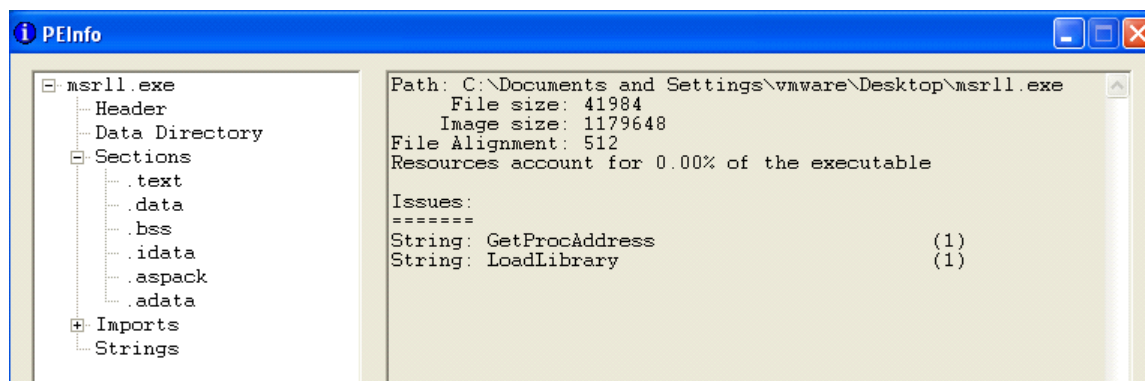 PEInfo
msrll.exe
Header
Data Directory
Sections
.text
.data
.bss
.idata
.aspack
.adata
Imports
Strings
Path: C:\Documents and Settings\vmware\Desktop\msrll.exe
File size: 41984
Image size: 1179648
File Alignment: 512
Resources account for 0.00% of the executable
Issues:
=======
String: GetProcAddress (1)
String: LoadLibrary (1)